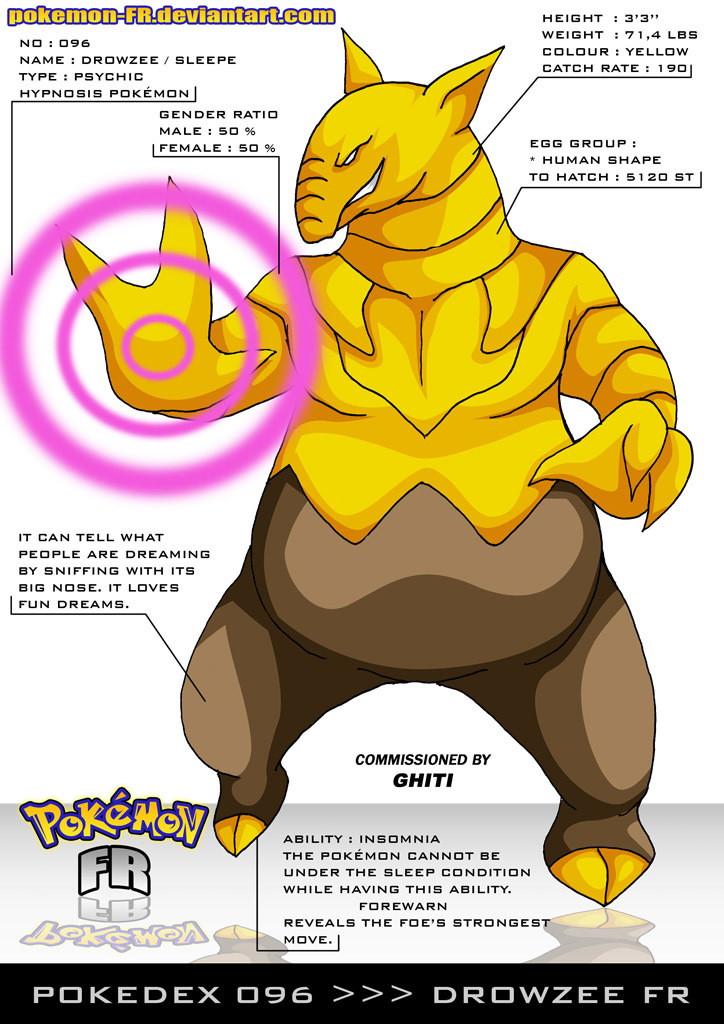 pokemon-FR.deviantart.com
NO : 096
NAME : DROWZEE / SLEEPE
TYPE : PSYCHIC
HYPNOSIS POKÉMON
GENDER RATIO
MALE : 50 %
FEMALE : 50 %
HEIGHT : 3'3''
WEIGHT : 71,4 LBS
COLOUR : YELLOW
CATCH RATE : 190
EGG GROUP :
* HUMAN SHAPE
TO HATCH : 5120 ST
IT CAN TELL WHAT
PEOPLE ARE DREAMING
BY SNIFFING WITH ITS
BIG NOSE. IT LOVES
FUN DREAMS.
COMMISSIONED BY
GHITI
POKéMON
FR
ABILITY : INSOMNIA
THE POKÉMON CANNOT BE
UNDER THE SLEEP CONDITION
WHILE HAVING THIS ABILITY.
FOREWARN
REVEALS THE FOE'S STRONGEST
MOVE.
POKEDEX 096 >>> DROWZEE FR